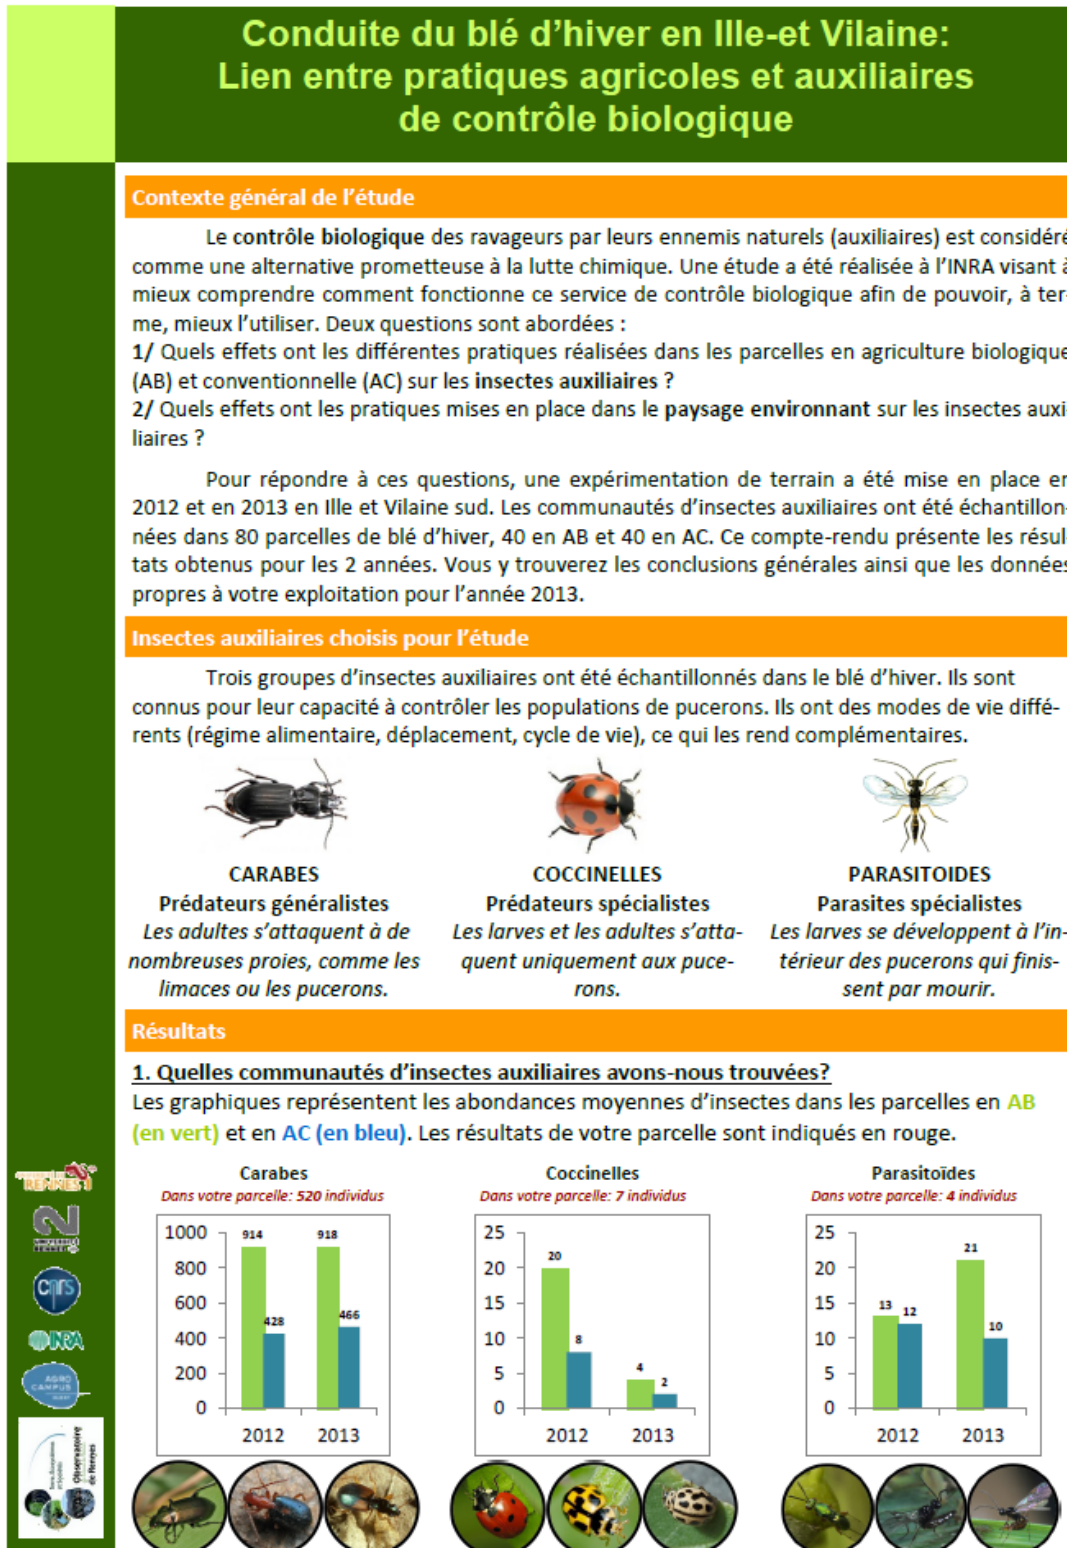 Conduite du blé d'hiver en Ille-et Vilaine:
Lien entre pratiques agricoles et auxiliaires
de contrôle biologique
Contexte général de l'étude
Le contrôle biologique des ravageurs par leurs ennemis naturels (auxiliaires) est considéré
comme une alternative prometteuse à la lutte chimique. Une étude a été réalisée à l'INRA visant à
mieux comprendre comment fonctionne ce service de contrôle biologique afin de pouvoir, à ter-
me, mieux l'utiliser. Deux questions sont abordées :
1/ Quels effets ont les différentes pratiques réalisées dans les parcelles en agriculture biologique
(AB) et conventionnelle (AC) sur les insectes auxiliaires ?
2/ Quels effets ont les pratiques mises en place dans le paysage environnant sur les insectes auxi-
liaires ?
Pour répondre à ces questions, une expérimentation de terrain a été mise en place en
2012 et en 2013 en Ille et Vilaine sud. Les communautés d'insectes auxiliaires ont été échantillon-
nées dans 80 parcelles de blé d'hiver, 40 en AB et 40 en AC. Ce compte-rendu présente les résul-
tats obtenus pour les 2 années. Vous y trouverez les conclusions générales ainsi que les données
propres à votre exploitation pour l'année 2013.
Insectes auxiliaires choisis pour l'étude
Trois groupes d'insectes auxiliaires ont été échantillonnés dans le blé d'hiver. Ils sont
connus pour leur capacité à contrôler les populations de pucerons. Ils ont des modes de vie diffé-
rents (régime alimentaire, déplacement, cycle de vie), ce qui les rend complémentaires.
CARABES
Prédateurs généralistes
Les adultes s'attaquent à de
nombreuses proies, comme les
limaces ou les pucerons.
COCCINELLES
Prédateurs spécialistes
Les larves et les adultes s'atta-
quent uniquement aux puce-
rons.
PARASITOIDES
Parasites spécialistes
Les larves se développent à l'in-
térieur des pucerons qui finis-
sent par mourir.
Résultats
1. Quelles communautés d'insectes auxiliaires avons-nous trouvées?
Les graphiques représentent les abondances moyennes d'insectes dans les parcelles en AB
(en vert) et en AC (en bleu). Les résultats de votre parcelle sont indiqués en rouge.
Carabes
Dans votre parcelle: 520 individus
1000
800
600
400
200
0
914
428
918
466
2012 2013
Coccinelles
Dans votre parcelle: 7 individus
25
20
15
10
5
0
20
8
4
2
2012 2013
Parasitoïdes
Dans votre parcelle: 4 individus
25
20
15
10
5
0
13
12
21
10
2012 2013
RENNES 1
2
CNRS
INRA
AGRO
CAMPUS
Observatoire
de Rennes